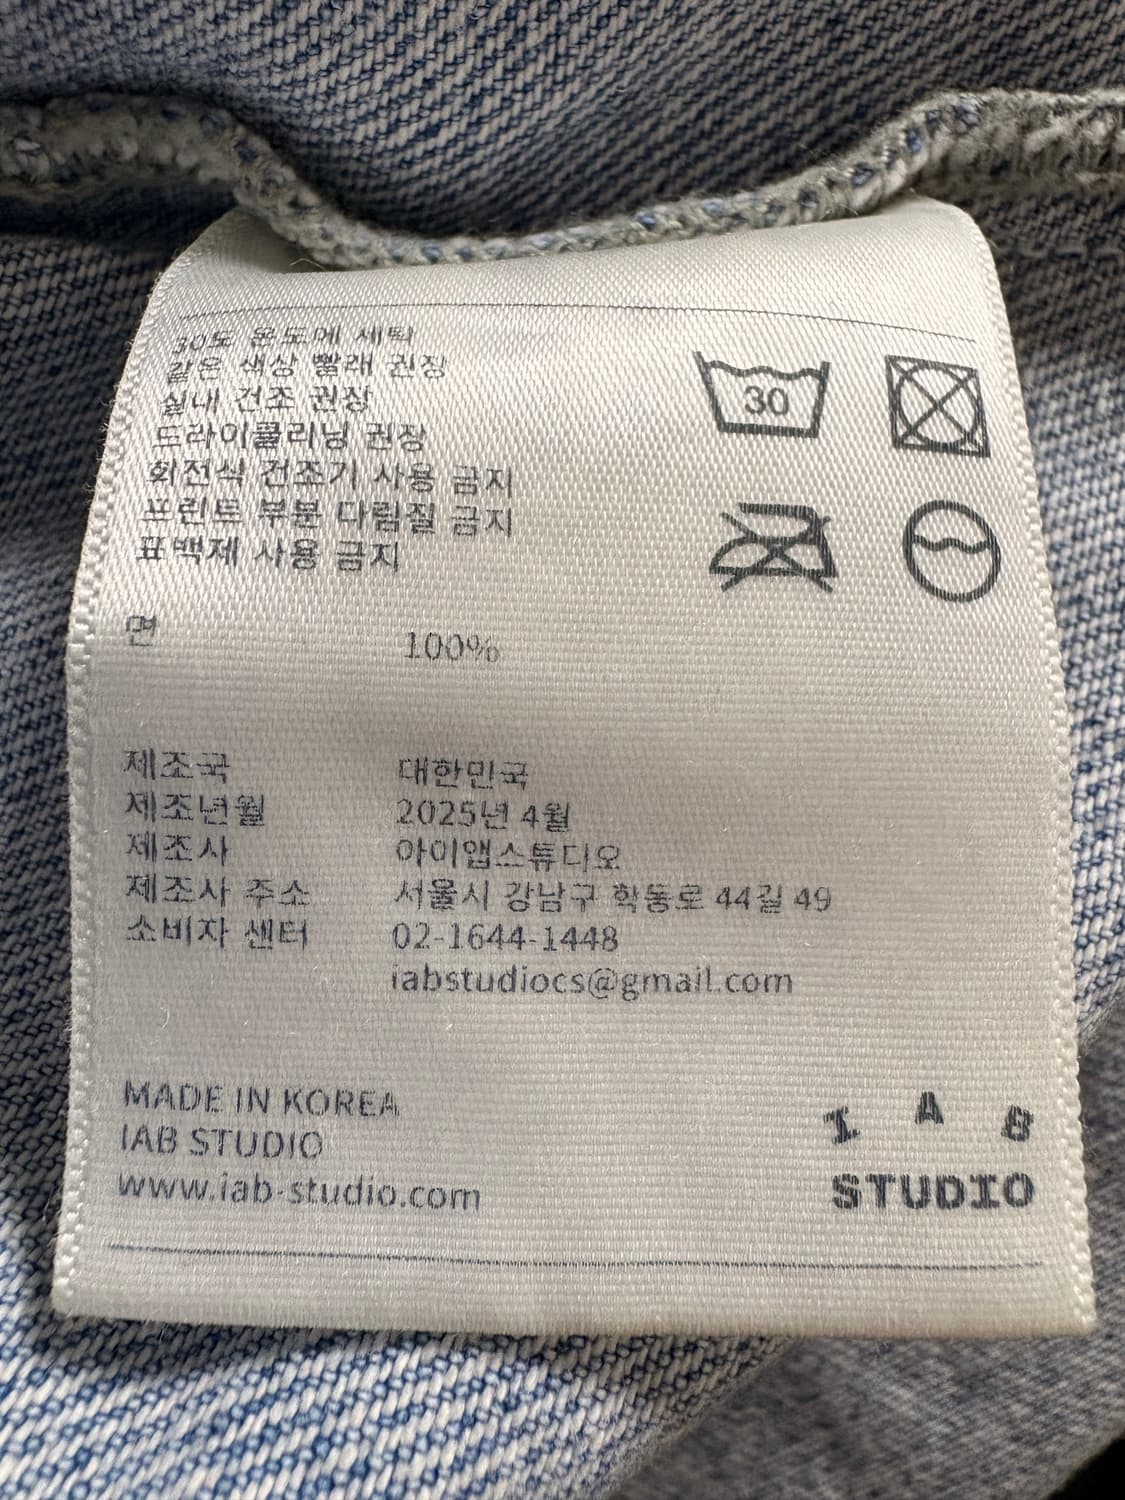 30도 온도에 세탁
같은 색상 빨래 권장
실내 건조 권장
드라이클리닝 권장
회전식 건조기 사용 금지
프린트 부분 다림질 금지
표백제 사용 금지
30
면 100%
제조국 대한민국
제조년월 2025년 4월
제조사 아이앱스튜디오
제조사 주소 서울시 강남구 학동로 44길 49
소비자 센터 02-1644-1448
iabstudiocs@gmail.com
MADE IN KOREA
IAB STUDIO
www.iab-studio.com
I A B
STUDIO